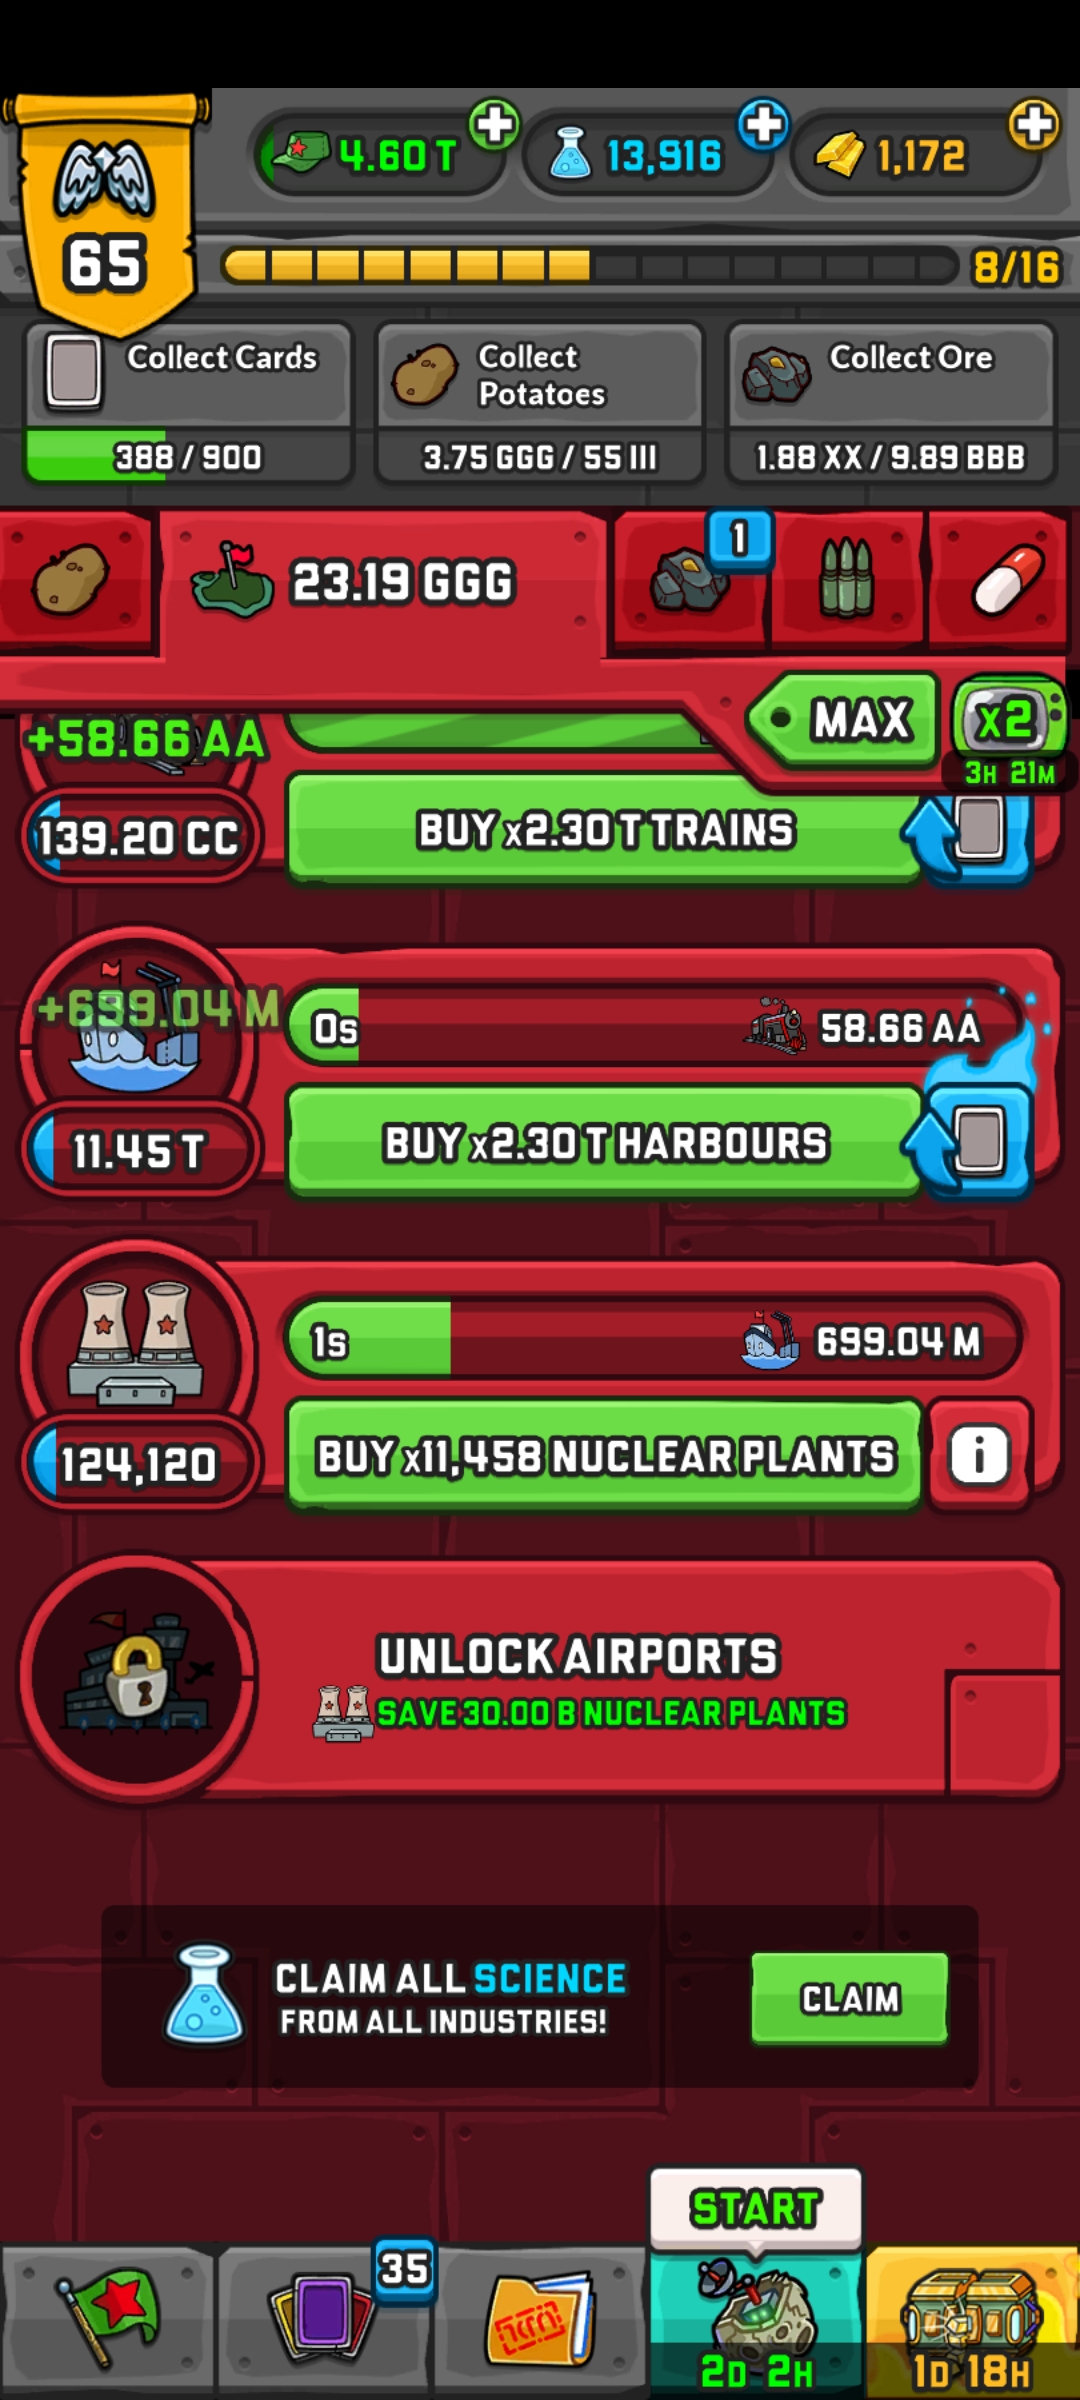 4.60 T
13,916
1,172
65
8/16
Collect Cards
388 / 900
Collect
Potatoes
3.75 GGG / 55 III
Collect Ore
1.88 XX / 9.89 BBB
23.19 GGG
1
MAX
x2
3H 21M
+58.66 AA
139.20 CC
BUY x2.30 T TRAINS
+699.04 M
0s
58.66 AA
11.45 T
BUY x2.30 T HARBOURS
1s
699.04 M
124,120
BUY x11,458 NUCLEAR PLANTS
i
UNLOCK AIRPORTS
SAVE 30.00 B NUCLEAR PLANTS
CLAIM ALL SCIENCE
FROM ALL INDUSTRIES!
CLAIM
START
35
2D 2H
1D 18H